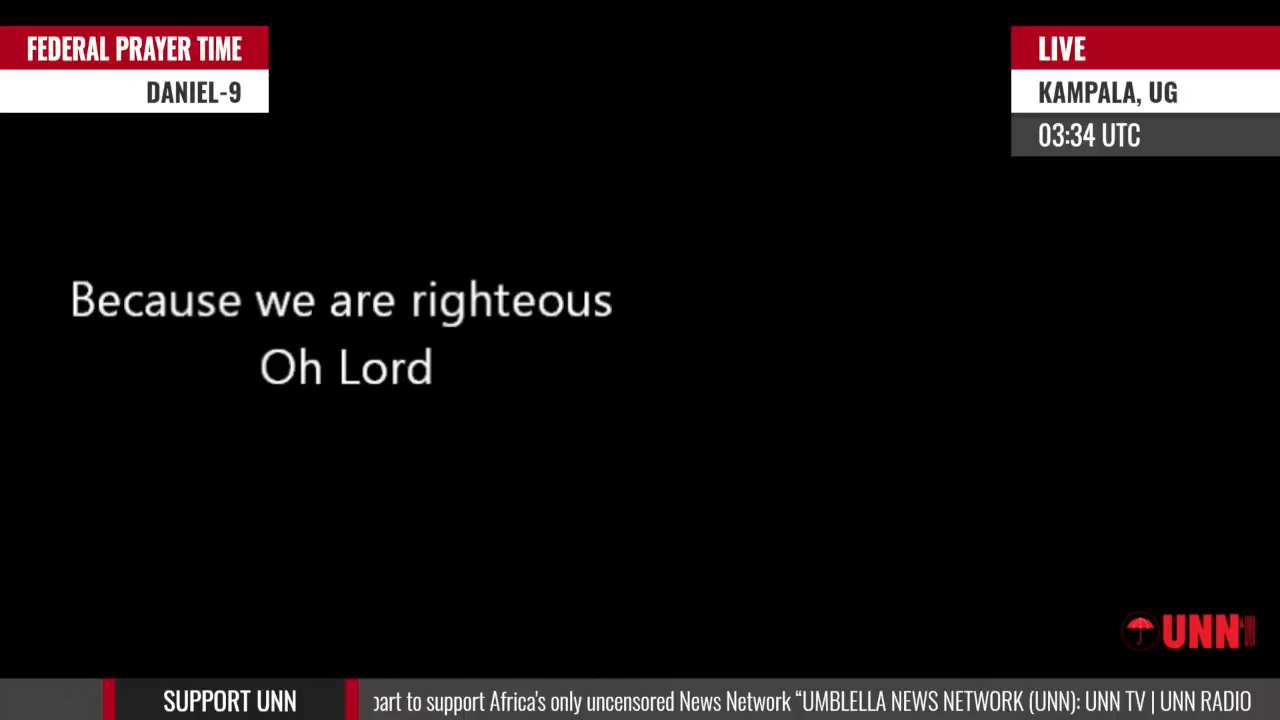 FEDERAL PRAYER TIME
DANIEL-9
LIVE
KAMPALA, UG
03:34 UTC
Because we are righteous
Oh Lord
UNN
SUPPORT UNN
part to support Africa's only uncensored News Network “UMBLELLA NEWS NETWORK (UNN): UNN TV | UNN RADIO